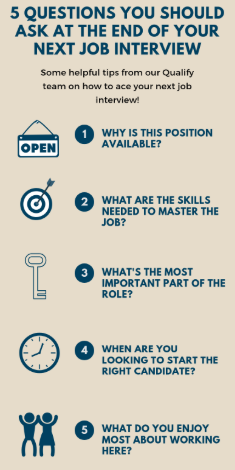 5 QUESTIONS YOU SHOULD
ASK AT THE END OF YOUR
NEXT JOB INTERVIEW
Some helpful tips from our Qualify
team on how to ace your next job
interview!
OPEN
1 WHY IS THIS POSITION
AVAILABLE?
2 WHAT ARE THE SKILLS
NEEDED TO MASTER THE
JOB?
3 WHAT'S THE MOST
IMPORTANT PART OF THE
ROLE?
4 WHEN ARE YOU
LOOKING TO START THE
RIGHT CANDIDATE?
5 WHAT DO YOU ENJOY
MOST ABOUT WORKING
HERE?